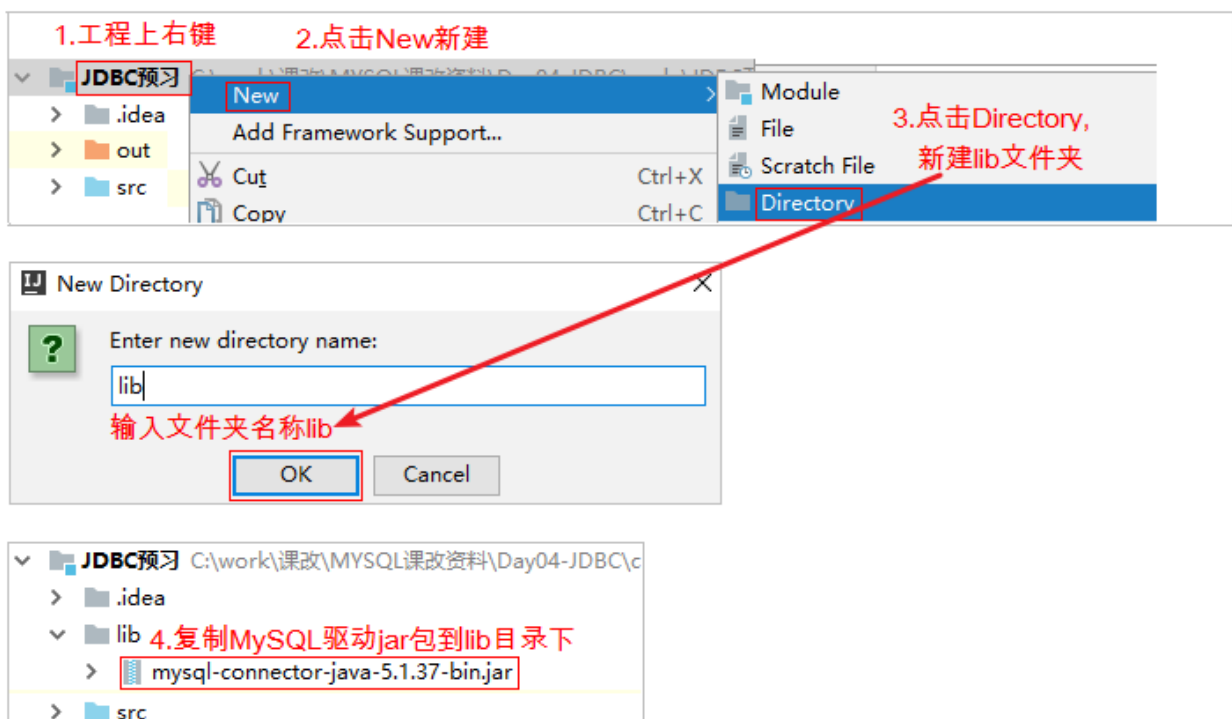 1.工程上右键 2.点击New新建
JDBC预习
New
Module
.idea
Add Framework Support...
File
3.点击Directory,
out
Scratch File
新建lib文件夹
src
Cut Ctrl+X
Directory
Copy Ctrl+C
New Directory
Enter new directory name:
lib
输入文件夹名称lib
OK Cancel
JDBC预习 C:\work\课改\MYSQL课改资料\Day04-JDBC\c
.idea
lib 4.复制MySQL驱动jar包到lib目录下
mysql-connector-java-5.1.37-bin.jar
src